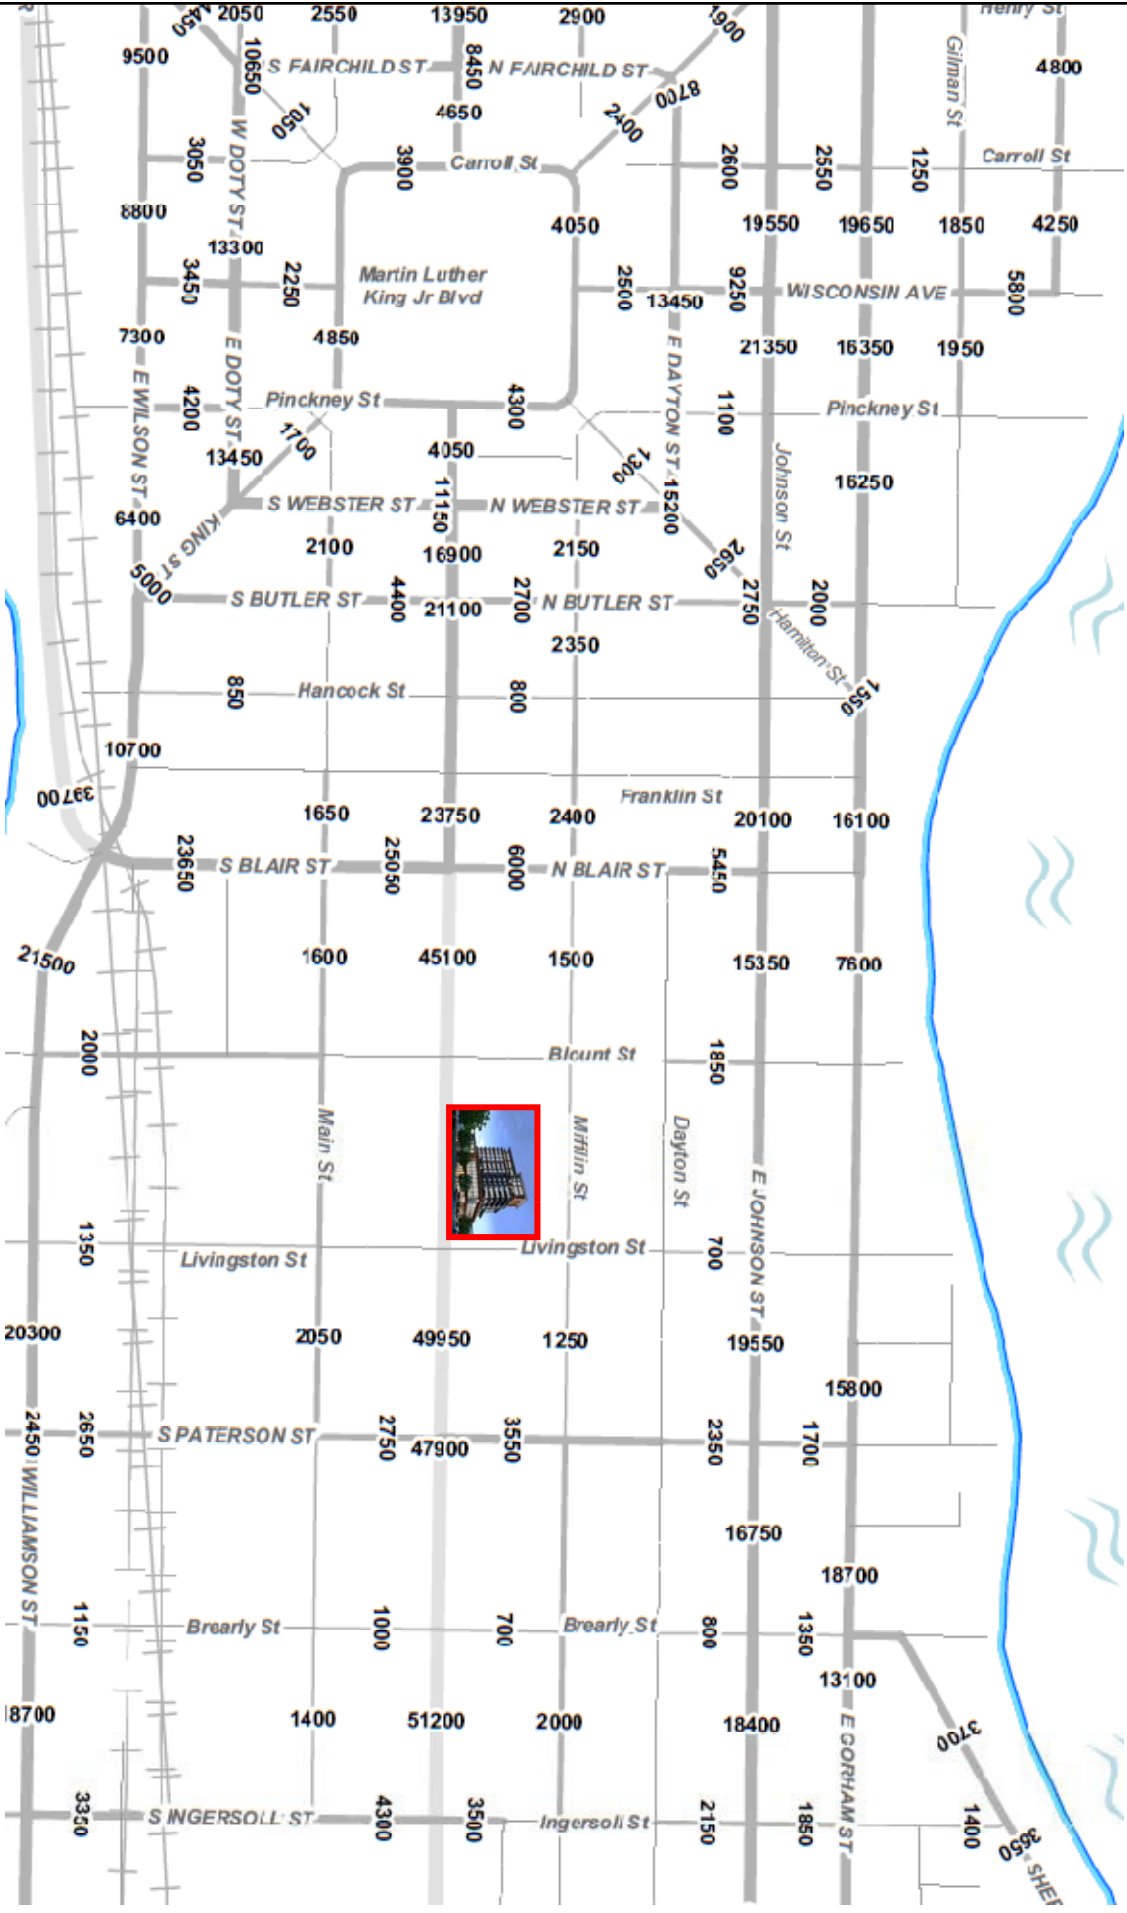 450
2050
2550
13950
2900
1900
Henry St
9500
10650
S FAIRCHILD ST
8450
N FAIRCHILD ST
8700
Gilman St
4800
1050
4650
2400
3050
W DOTY ST
3900
Carroll St
2600
2550
1250
Carroll St
8800
13300
4050
19550
19650
1850
4250
3450
2250
Martin Luther
King Jr Blvd
2500
13450
9250
WISCONSIN AVE
5800
7300
4850
21350
16350
1950
E WILSON ST
E DOTY ST
E DAYTON ST
4200
Pinckney St
4300
1100
Pinckney St
1700
13450
4050
1300
Johnson St
16250
6400
S WEBSTER ST
11150
N WEBSTER ST
15200
KING ST
2100
16900
2150
2650
5000
S BUTLER ST
4400
21100
2700
N BUTLER ST
2750
2000
2350
Hamilton St
850
Hancock St
800
1550
10700
39700
1650
23750
2400
Franklin St
20100
16100
23650
S BLAIR ST
25050
6000
N BLAIR ST
5450
21500
1600
45100
1500
15350
7600
2000
Blount St
1850
Main St
Mifflin St
Dayton St
E JOHNSON ST
1350
Livingston St
Livingston St
700
20300
2050
49950
1250
19550
15800
2450
2650
S PATERSON ST
2750
47900
3550
2350
1700
WILLIAMSON ST
16750
18700
1150
Brearly St
1000
700
Brearly St
800
1350
13100
18700
1400
51200
2000
18400
3700
E GORHAM ST
3350
S INGERSOLL ST
4300
3500
Ingersoll St
2150
1850
1400
3650
SHER